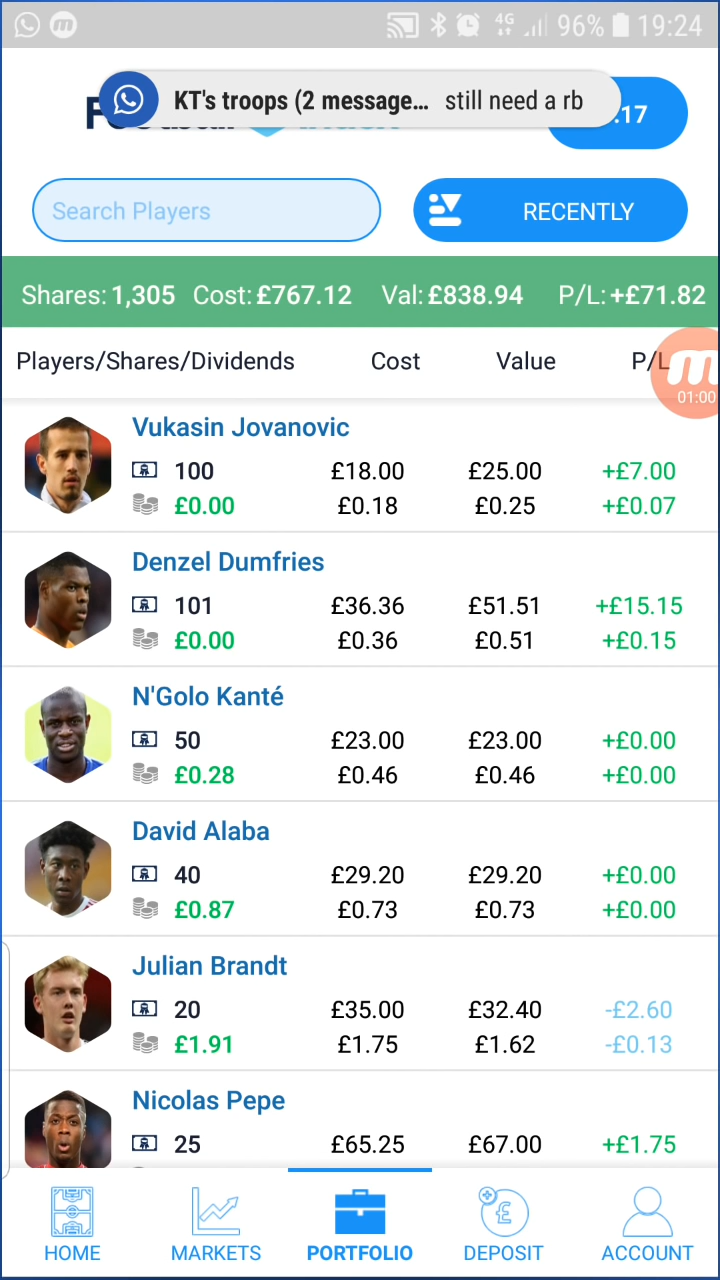 4G 96% 19:24
KT's troops (2 message... still need a rb
.17
Search Players
RECENTLY
Shares: 1,305 Cost: £767.12 Val: £838.94 P/L: +£71.82
Players/Shares/Dividends Cost Value P/L
01:00
Vukasin Jovanovic
100 £18.00 £25.00 +£7.00
£0.00 £0.18 £0.25 +£0.07
Denzel Dumfries
101 £36.36 £51.51 +£15.15
£0.00 £0.36 £0.51 +£0.15
N'Golo Kanté
50 £23.00 £23.00 +£0.00
£0.28 £0.46 £0.46 +£0.00
David Alaba
40 £29.20 £29.20 +£0.00
£0.87 £0.73 £0.73 +£0.00
Julian Brandt
20 £35.00 £32.40 -£2.60
£1.91 £1.75 £1.62 -£0.13
Nicolas Pepe
25 £65.25 £67.00 +£1.75
HOME MARKETS PORTFOLIO DEPOSIT ACCOUNT